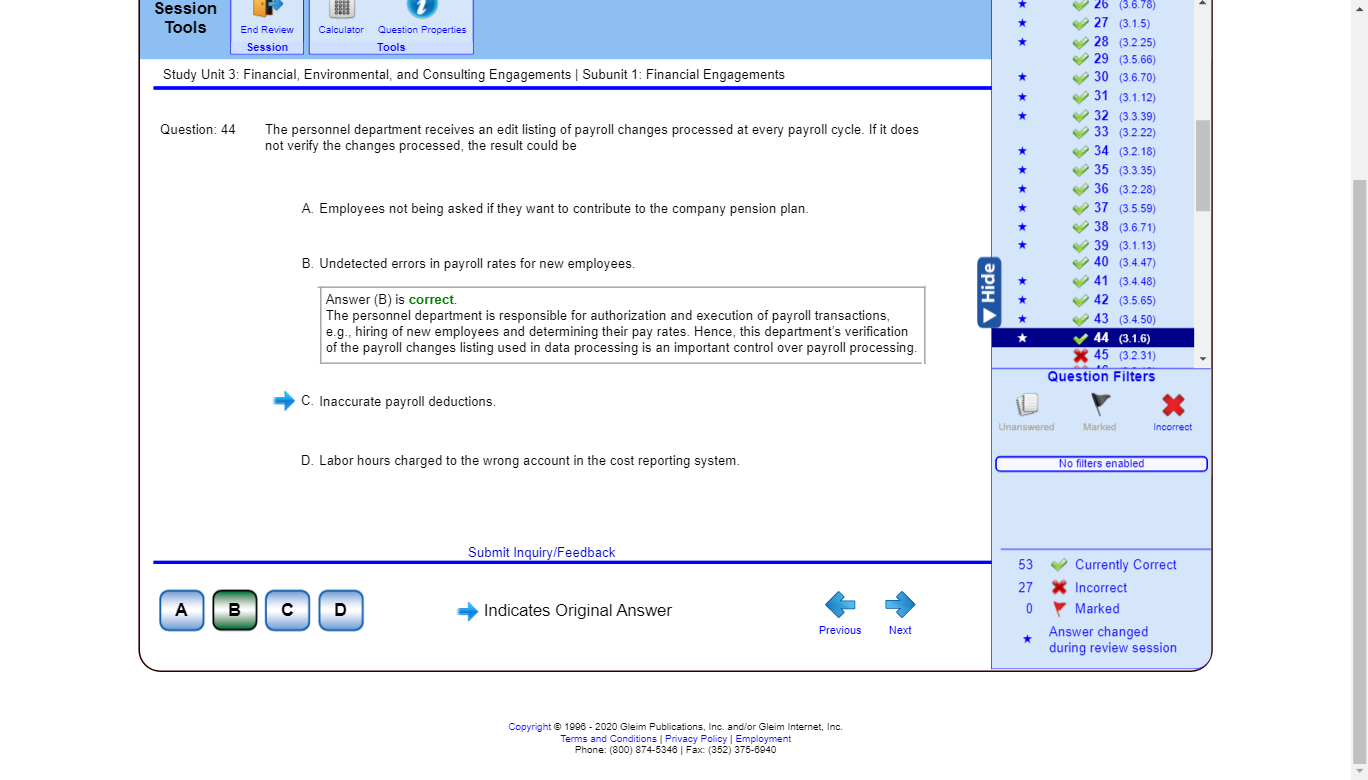 Session
Tools
End Review
Session
Calculator
Question Properties
Tools
Study Unit 3: Financial, Environmental, and Consulting Engagements | Subunit 1: Financial Engagements
Question: 44
The personnel department receives an edit listing of payroll changes processed at every payroll cycle. If it does
not verify the changes processed, the result could be
A. Employees not being asked if they want to contribute to the company pension plan.
B. Undetected errors in payroll rates for new employees.
Answer (B) is correct.
The personnel department is responsible for authorization and execution of payroll transactions,
e.g., hiring of new employees and determining their pay rates. Hence, this department's verification
of the payroll changes listing used in data processing is an important control over payroll processing.
C. Inaccurate payroll deductions.
D. Labor hours charged to the wrong account in the cost reporting system.
Submit Inquiry/Feedback
A B C D
Indicates Original Answer
Previous
Next
Hide
26 (3.6.78)
27 (3.1.5)
28 (3.2.25)
29 (3.5.66)
30 (3.6.70)
31 (3.1.12)
32 (3.3.39)
33 (3.2.22)
34 (3.2.18)
35 (3.3.35)
36 (3.2.28)
37 (3.5.59)
38 (3.6.71)
39 (3.1.13)
40 (3.4.47)
41 (3.4.48)
42 (3.5.65)
43 (3.4.50)
44 (3.1.6)
45 (3.2.31)
Question Filters
Unanswered
Marked
Incorrect
No filters enabled
53 Currently Correct
27 Incorrect
0 Marked
Answer changed
during review session
Copyright © 1996 - 2020 Gleim Publications, Inc. and/or Gleim Internet, Inc.
Terms and Conditions | Privacy Policy | Employment
Phone: (800) 874-5346 | Fax: (352) 375-6940